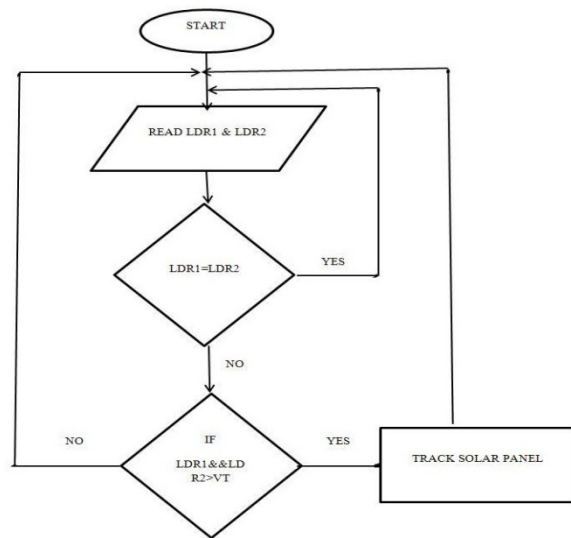 START
READ LDR1 & LDR2
LDR1=LDR2
YES
NO
NO
IF
LDR1&&LD
R2>VT
YES
TRACK SOLAR PANEL